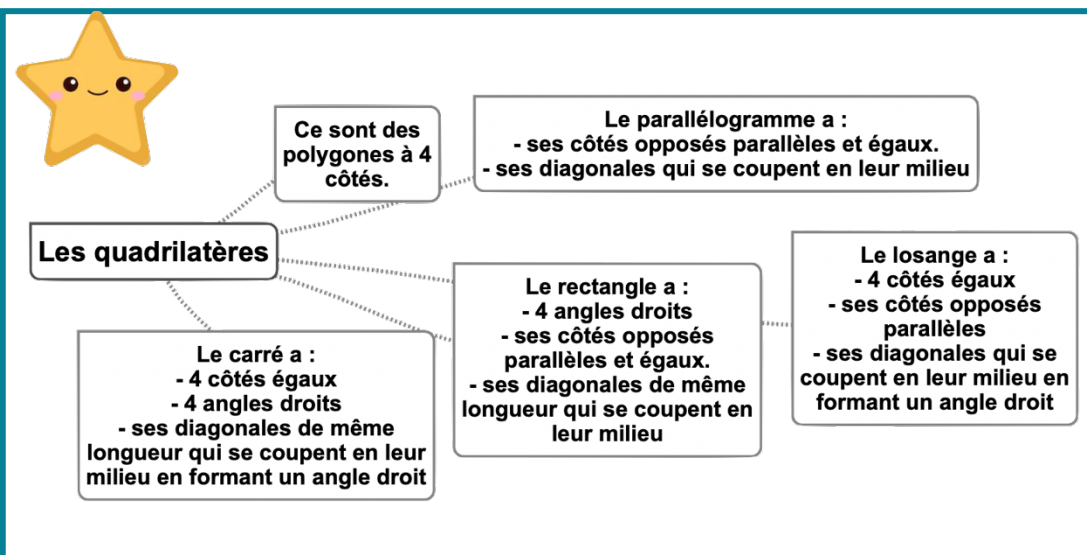 Ce sont des
polygones à 4
côtés.
Le parallélogramme a :
- ses côtés opposés parallèles et égaux.
- ses diagonales qui se coupent en leur milieu
Les quadrilatères
Le carré a :
- 4 côtés égaux
- 4 angles droits
- ses diagonales de même
longueur qui se coupent en leur
milieu en formant un angle droit
Le rectangle a :
- 4 angles droits
- ses côtés opposés
parallèles et égaux.
- ses diagonales de même
longueur qui se coupent en
leur milieu
Le losange a :
- 4 côtés égaux
- ses côtés opposés
parallèles
- ses diagonales qui se
coupent en leur milieu en
formant un angle droit